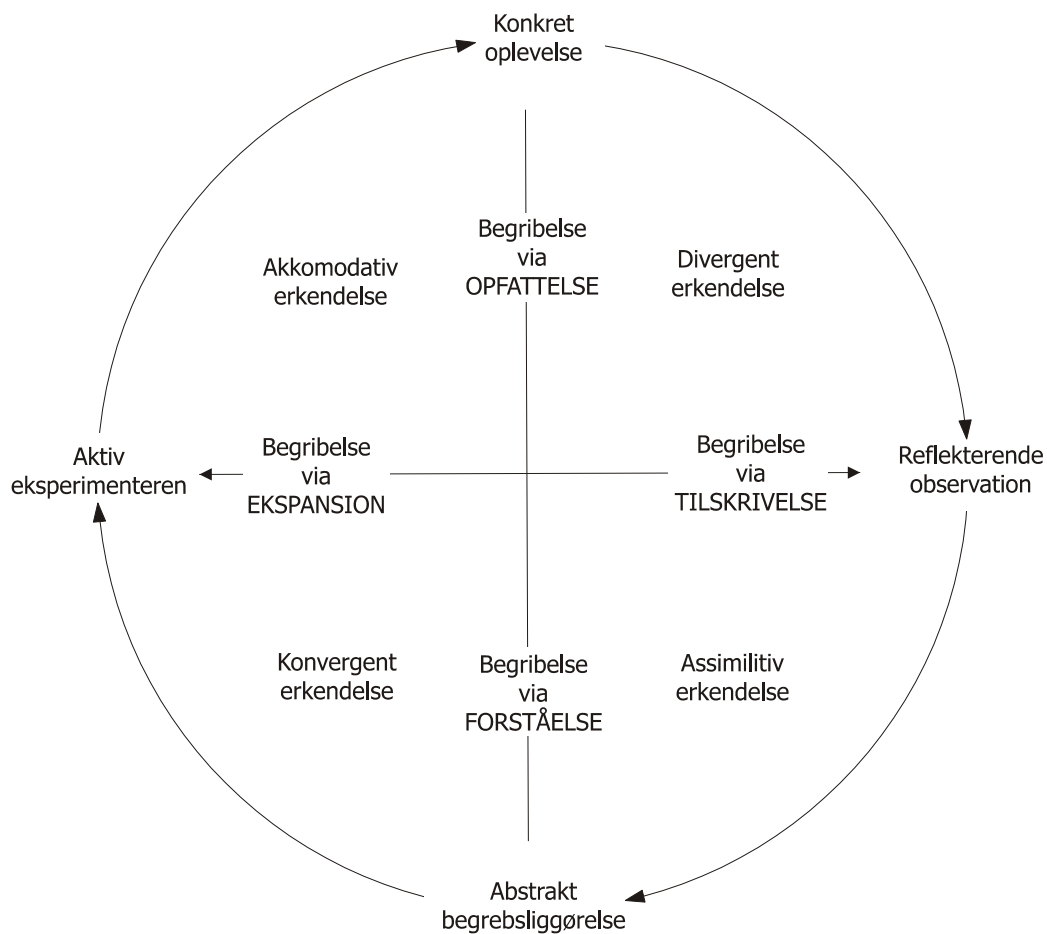 Konkret
oplevelse
Begribelse
via
OPFATTELSE
Akkomodativ
erkendelse
Divergent
erkendelse
Aktiv
eksperimenteren
Begribelse
via
EKSPANSION
Begribelse
via
TILSKRIVELSE
Reflekterende
observation
Konvergent
erkendelse
Begribelse
via
FORSTÅELSE
Assimilitiv
erkendelse
Abstrakt
begrebsliggørelse